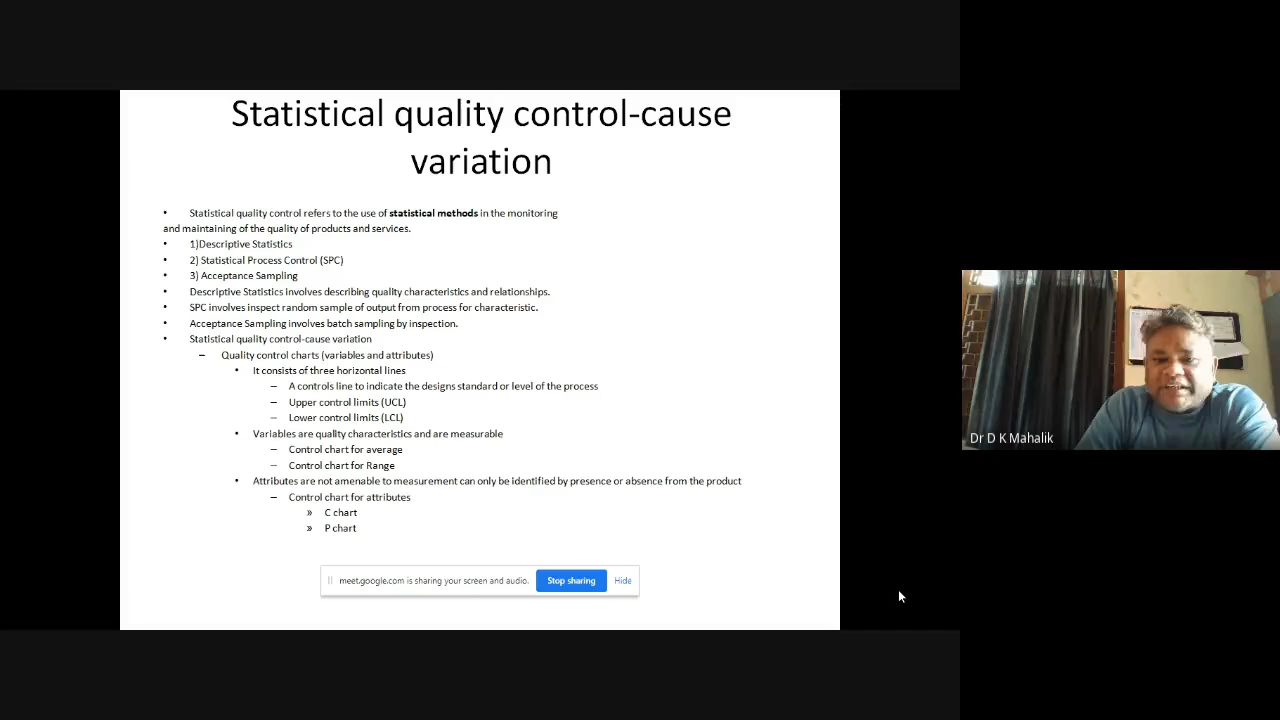 Statistical quality control-cause
variation
• Statistical quality control refers to the use of statistical methods in the monitoring
and maintaining of the quality of products and services.
• 1)Descriptive Statistics
• 2) Statistical Process Control (SPC)
• 3) Acceptance Sampling
• Descriptive Statistics involves describing quality characteristics and relationships.
• SPC involves inspect random sample of output from process for characteristic.
• Acceptance Sampling involves batch sampling by inspection.
• Statistical quality control-cause variation
– Quality control charts (variables and attributes)
• It consists of three horizontal lines
– A controls line to indicate the designs standard or level of the process
– Upper control limits (UCL)
– Lower control limits (LCL)
• Variables are quality characteristics and are measurable
– Control chart for average
– Control chart for Range
• Attributes are not amenable to measurement can only be identified by presence or absence from the product
– Control chart for attributes
» C chart
» P chart
meet.google.com is sharing your screen and audio. Stop sharing Hide
Dr D K Mahalik